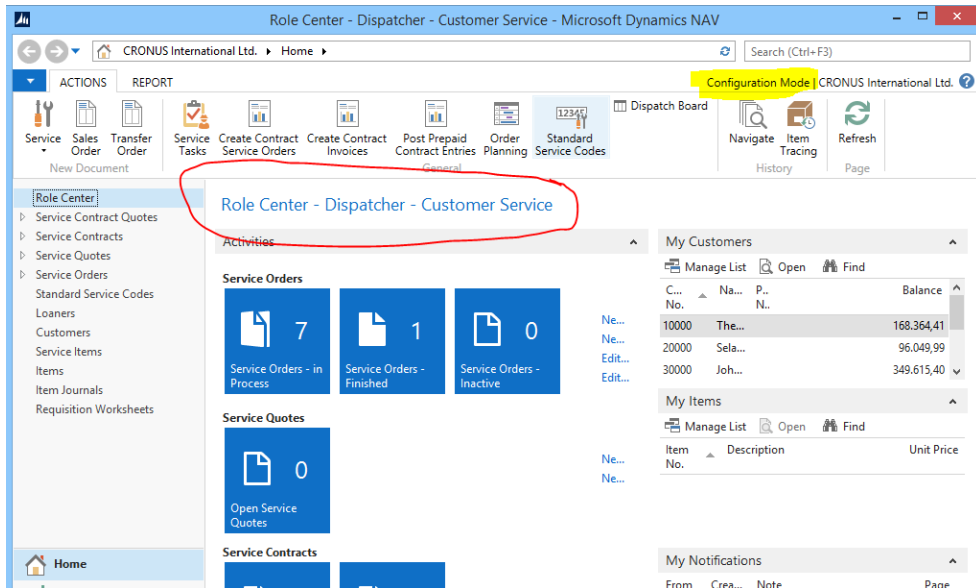 Role Center - Dispatcher - Customer Service - Microsoft Dynamics NAV
CRONUS International Ltd. Home
Search (Ctrl+F3)
ACTIONS REPORT
Configuration Mode | CRONUS International Ltd.
Service
Sales Order
Transfer Order
New Document
Service Tasks
Create Contract Service Orders
Create Contract Invoices
Post Prepaid Contract Entries
Order Planning
Standard Service Codes
Dispatch Board
General
Navigate
Item Tracing
History
Refresh
Page
Role Center
Service Contract Quotes
Service Contracts
Service Quotes
Service Orders
Standard Service Codes
Loaners
Customers
Service Items
Items
Item Journals
Requisition Worksheets
Home
Role Center - Dispatcher - Customer Service
Activities
Service Orders
7
Service Orders - in Process
1
Service Orders - Finished
0
Service Orders - Inactive
Ne...
Ne...
Edit...
Edit...
Service Quotes
0
Open Service Quotes
Ne...
Ne...
Service Contracts
My Customers
Manage List Open Find
C... No. Na... P.. N.. Balance
10000 The... 168.364,41
20000 Sela... 96.049,99
30000 Joh... 349.615,40
My Items
Manage List Open Find
Item No. Description Unit Price
My Notifications
From Crea... Note Page